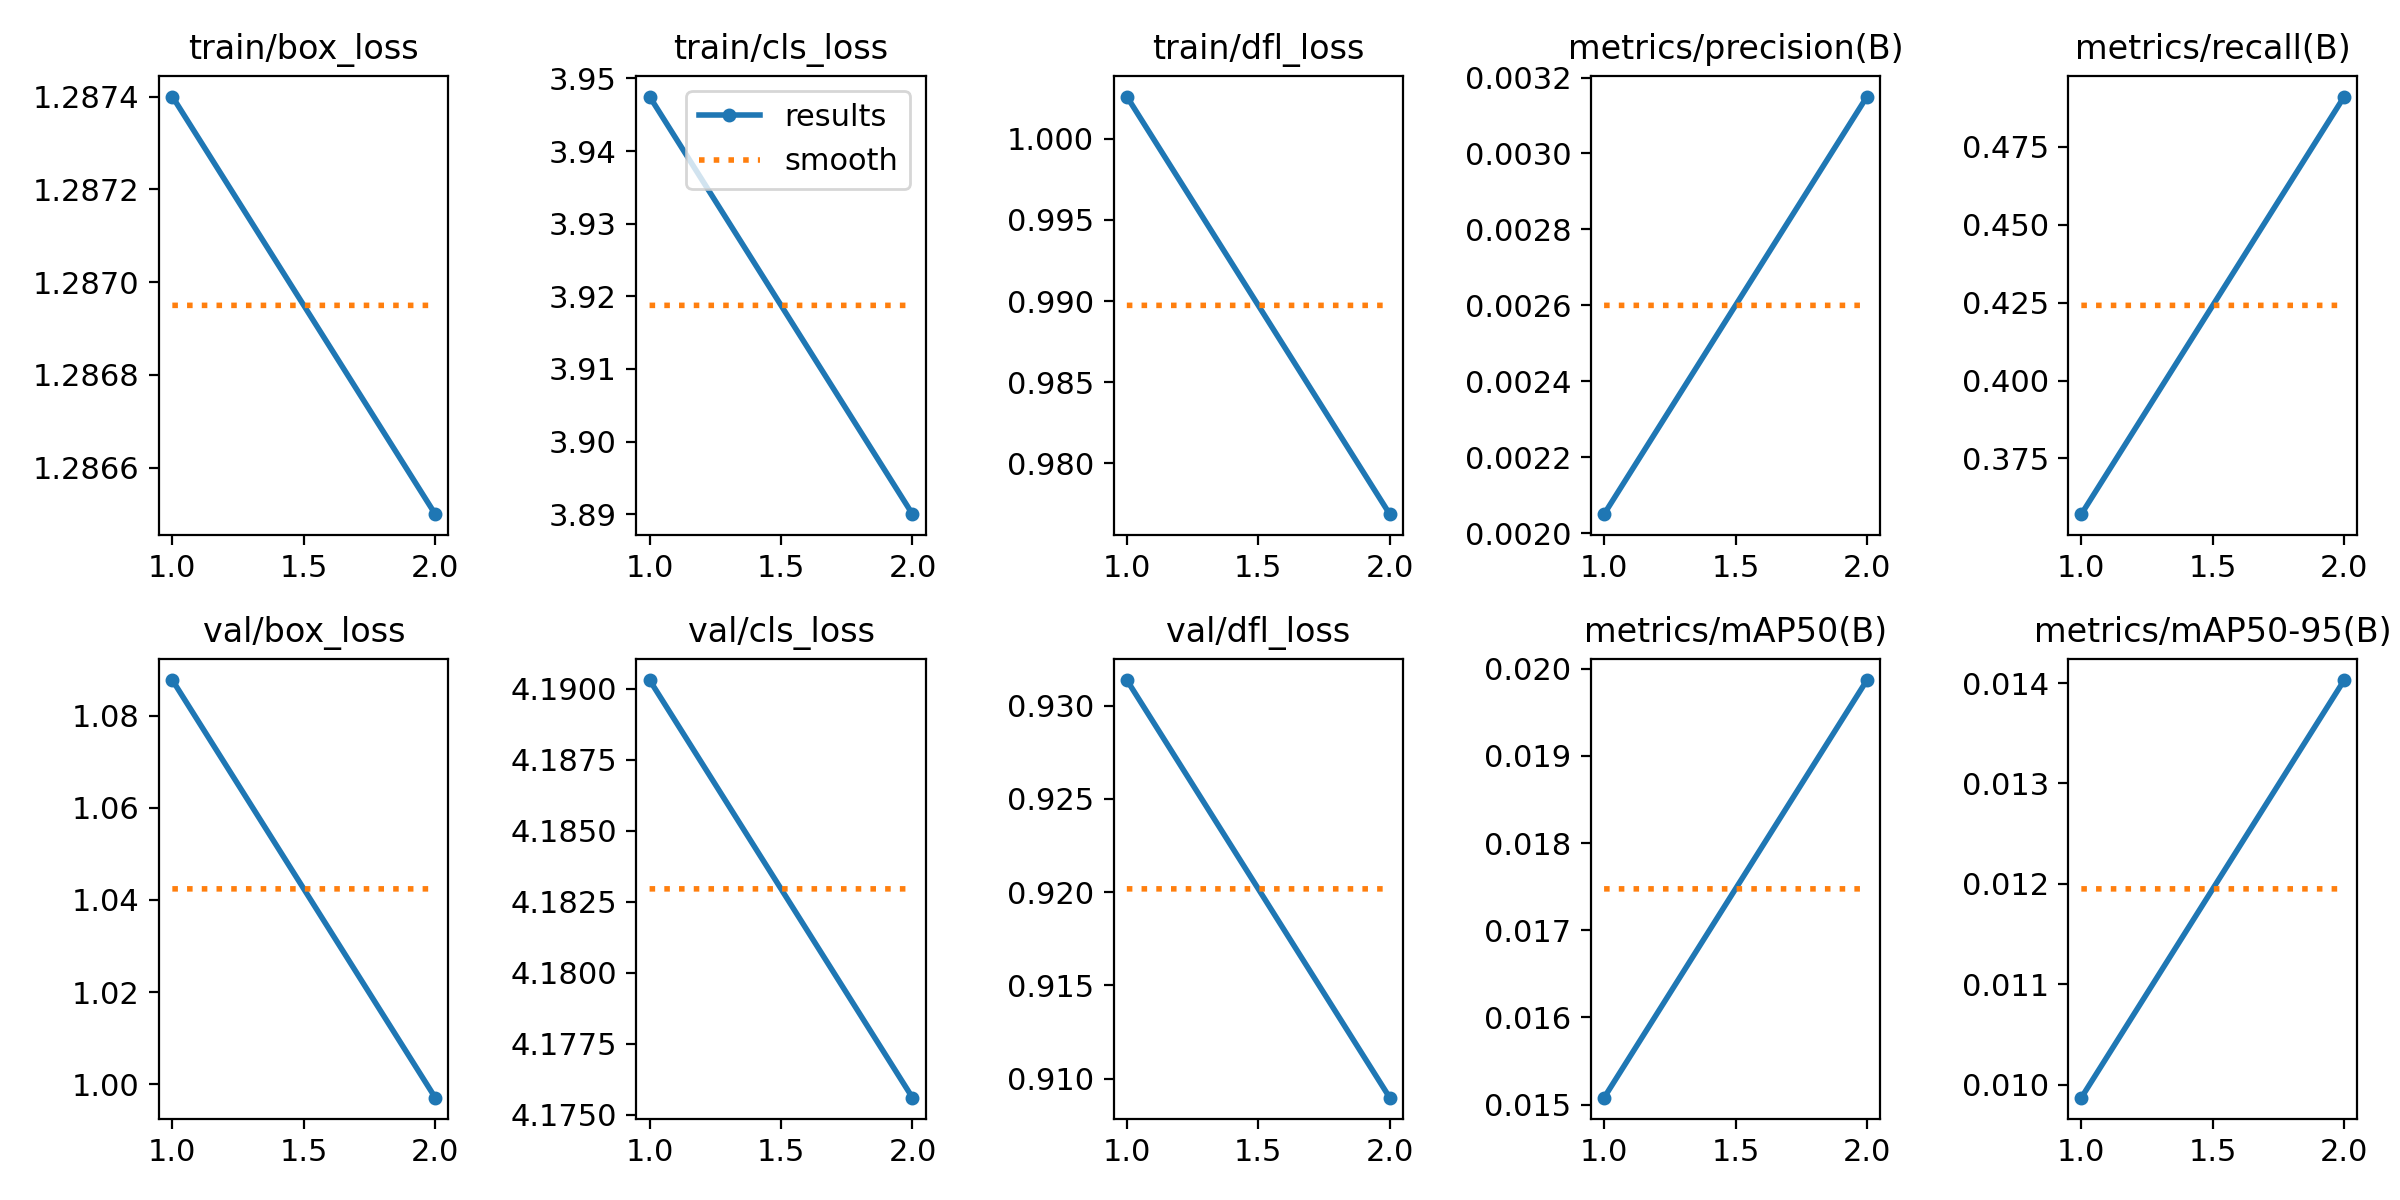 train/box_loss
1.2874
1.2872
1.2870
1.2868
1.2866
1.0 1.5 2.0
train/cls_loss
results
smooth
3.95
3.94
3.93
3.92
3.91
3.90
3.89
1.0 1.5 2.0
train/dfl_loss
1.000
0.995
0.990
0.985
0.980
1.0 1.5 2.0
metrics/precision(B)
0.0032
0.0030
0.0028
0.0026
0.0024
0.0022
0.0020
1.0 1.5 2.0
metrics/recall(B)
0.475
0.450
0.425
0.400
0.375
1.0 1.5 2.0
val/box_loss
1.08
1.06
1.04
1.02
1.00
1.0 1.5 2.0
val/cls_loss
4.1900
4.1875
4.1850
4.1825
4.1800
4.1775
4.1750
1.0 1.5 2.0
val/dfl_loss
0.930
0.925
0.920
0.915
0.910
1.0 1.5 2.0
metrics/mAP50(B)
0.020
0.019
0.018
0.017
0.016
0.015
1.0 1.5 2.0
metrics/mAP50-95(B)
0.014
0.013
0.012
0.011
0.010
1.0 1.5 2.0